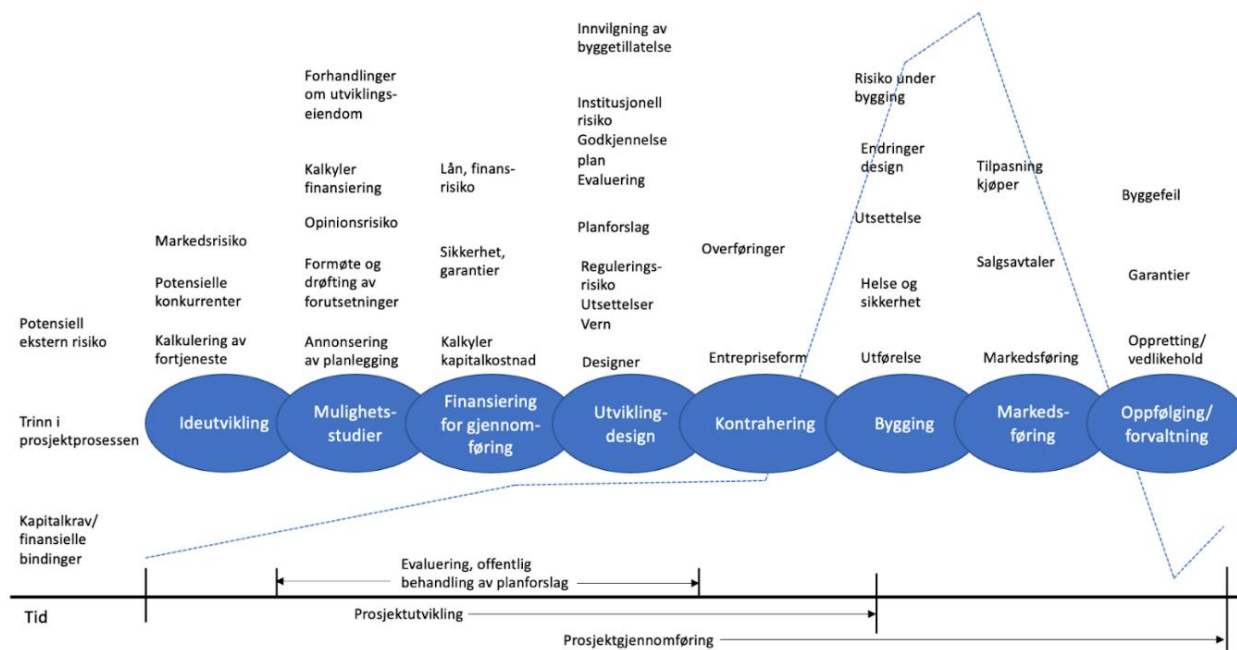 Potensiell
ekstern risiko
Markedsrisiko
Potensielle
konkurrenter
Kalkulering av
fortjeneste
Forhandlinger
om utviklings-
eiendom
Kalkyler
finansiering
Opinionsrisiko
Formøte og
drøfting av
forutsetninger
Annonsering
av planlegging
Lån, finans-
risiko
Sikkerhet,
garantier
Kalkyler
kapitalkostnad
Innvilgning av
byggetillatelse
Institusjonell
risiko
Godkjennelse
plan
Evaluering
Planforslag
Regulerings-
risiko
Utsettelser
Vern
Designer
Overføringer
Entrepriseform
Risiko under
bygging
Endringer
design
Utsettelse
Helse og
sikkerhet
Utførelse
Tilpasning
kjøper
Salgsavtaler
Markedsføring
Byggefeil
Garantier
Oppretting/
vedlikehold
Trinn i
prosjektprosessen
Ideutvikling
Mulighets-
studier
Finansiering
for gjennom-
føring
Utvikling-
design
Kontrahering
Bygging
Markeds-
føring
Oppfølging/
forvaltning
Kapitalkrav/
finansielle
bindinger
Evaluering, offentlig
behandling av planforslag
Tid
Prosjektutvikling
Prosjektgjennomføring